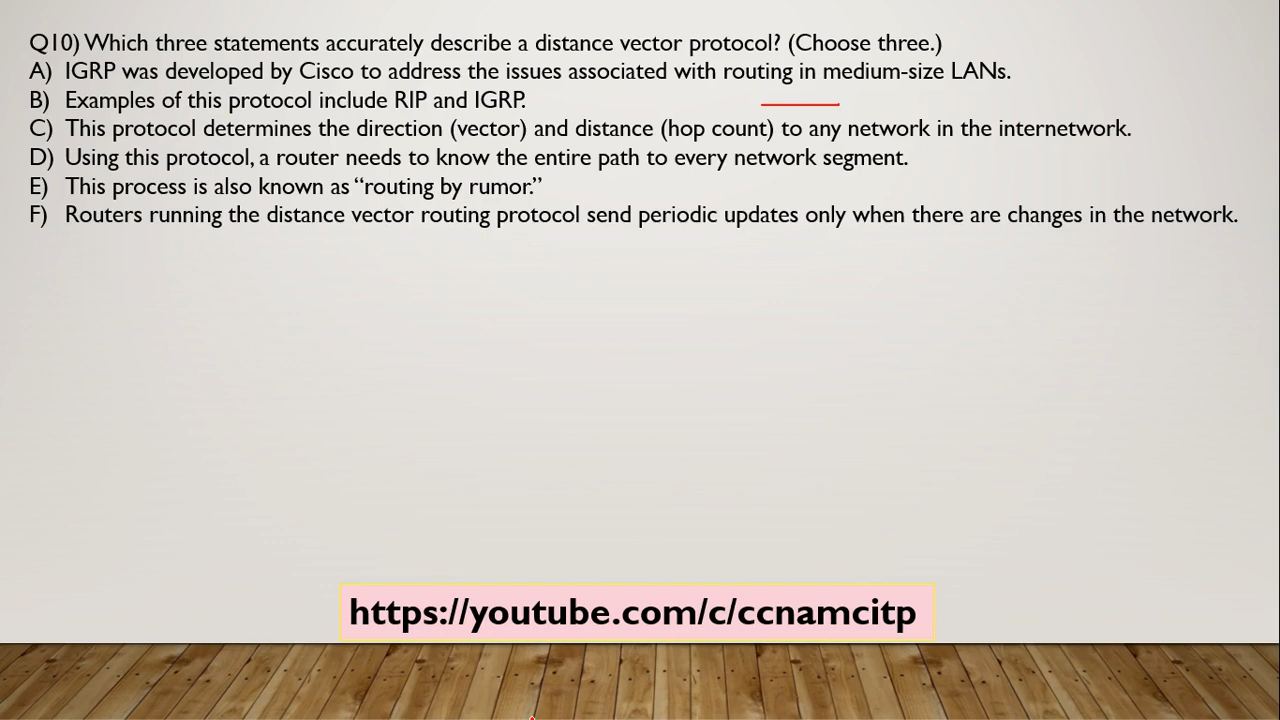 Q10) Which three statements accurately describe a distance vector protocol? (Choose three.)
A) IGRP was developed by Cisco to address the issues associated with routing in medium-size LANs.
B) Examples of this protocol include RIP and IGRP.
C) This protocol determines the direction (vector) and distance (hop count) to any network in the internetwork.
D) Using this protocol, a router needs to know the entire path to every network segment.
E) This process is also known as “routing by rumor.”
F) Routers running the distance vector routing protocol send periodic updates only when there are changes in the network.
https://youtube.com/c/ccnamcitp